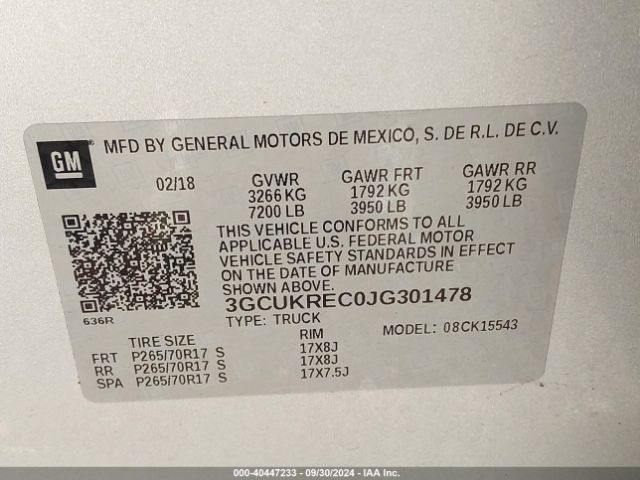 GM
MFD BY GENERAL MOTORS DE MEXICO, S. DE R.L. DE C.V.
02/18 GVWR GAWR FRT GAWR RR
3266 KG 1792 KG 1792 KG
7200 LB 3950 LB 3950 LB
THIS VEHICLE CONFORMS TO ALL
APPLICABLE U.S. FEDERAL MOTOR
VEHICLE SAFETY STANDARDS IN EFFECT
ON THE DATE OF MANUFACTURE
SHOWN ABOVE.
3GCUKREC0JG301478
636R TYPE: TRUCK MODEL: 08CK15543
TIRE SIZE RIM
FRT P265/70R17 S 17X8J
RR P265/70R17 S 17X8J
SPA P265/70R17 S 17X7.5J
000-40447233 - 09/30/2024 - IAA Inc.